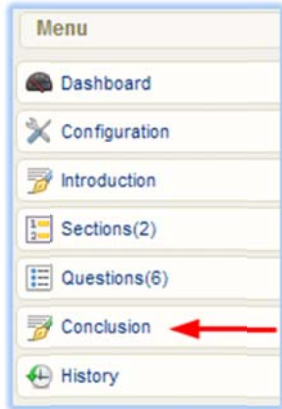 Menu
Dashboard
Configuration
Introduction
Sections(2)
Questions(6)
Conclusion
History